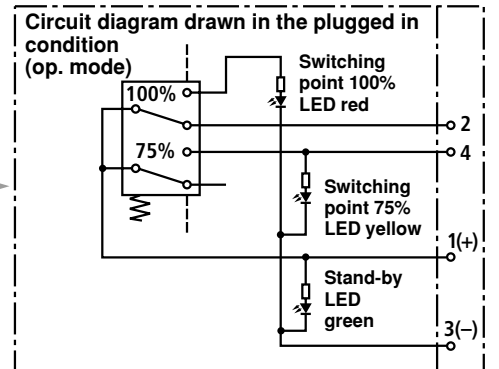 Circuit diagram drawn in the plugged in
condition
(op. mode)
Switching
point 100%
LED red
100%
2
75%
4
Switching
point 75%
LED yellow
1(+)
Stand-by
LED
green
3(–)